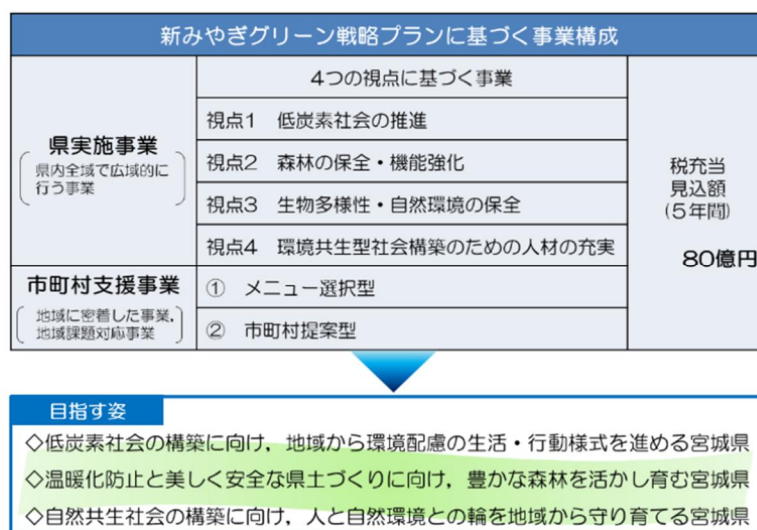 新みやぎグリーン戦略プランに基づく事業構成
県実施事業
県内全域で広域的に
行う事業
4つの視点に基づく事業
視点1 低炭素社会の推進
視点2 森林の保全・機能強化
視点3 生物多様性・自然環境の保全
視点4 環境共生型社会構築のための人材の充実
市町村支援事業
地域に密着した事業,
地域課題対応事業
① メニュー選択型
② 市町村提案型
税充当
見込額
(5年間)
80億円
目指す姿
◇低炭素社会の構築に向け,地域から環境配慮の生活・行動様式を進める宮城県
◇温暖化防止と美しく安全な県土づくりに向け,豊かな森林を活かし育む宮城県
◇自然共生社会の構築に向け,人と自然環境との輪を地域から守り育てる宮城県